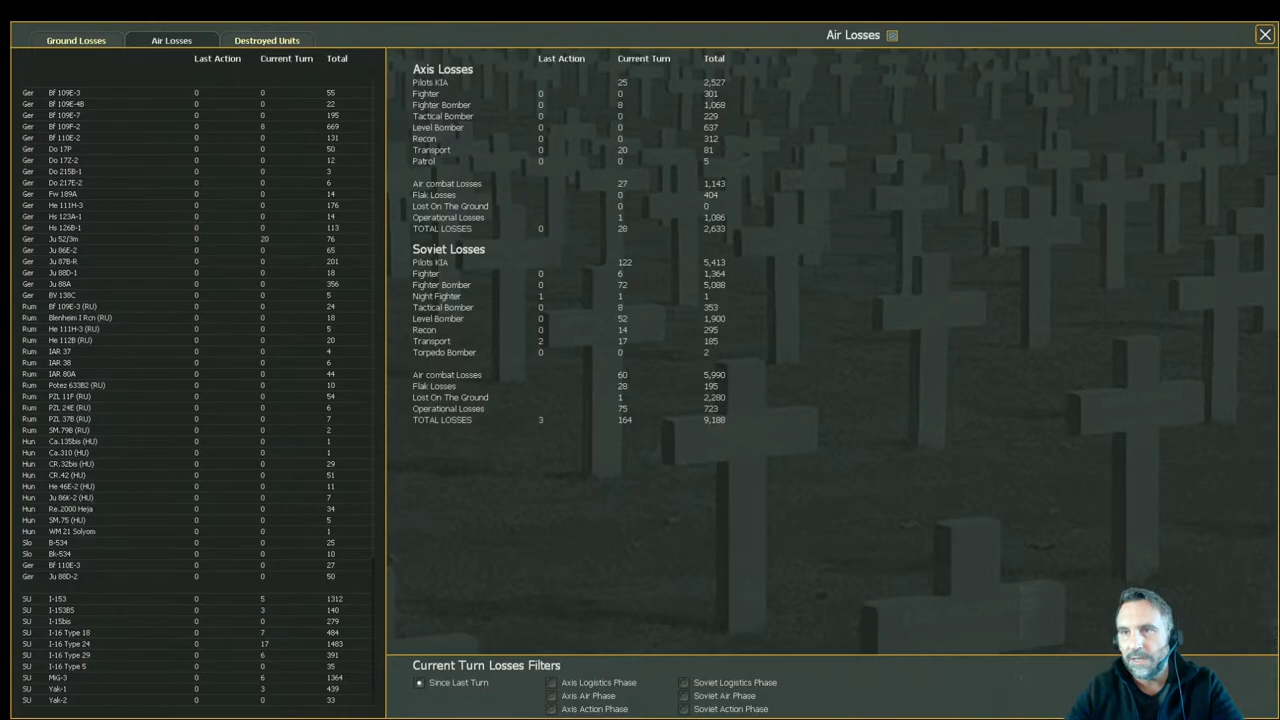 Ground Losses Air Losses Destroyed Units
Air Losses
Last Action Current Turn Total
Ger Bf 109E-3 0 0 55
Ger Bf 109E-4B 0 0 22
Ger Bf 109E-7 0 0 195
Ger Bf 109F-2 0 8 669
Ger Bf 110E-2 0 0 131
Ger Do 17P 0 0 50
Ger Do 17Z-2 0 0 12
Ger Do 215B-1 0 0 3
Ger Do 217E-2 0 0 6
Ger Fw 189A 0 0 14
Ger He 111H-3 0 0 176
Ger Hs 123A-1 0 0 14
Ger Hs 126B-1 0 0 113
Ger Ju 52/3m 0 20 76
Ger Ju 86E-2 0 0 65
Ger Ju 87B-R 0 0 201
Ger Ju 88D-1 0 0 18
Ger Ju 88A 0 0 356
Ger BV 138C 0 0 5
Rum Bf 109E-3 (RU) 0 0 24
Rum Blenheim I Rcn (RU) 0 0 18
Rum He 111H-3 (RU) 0 0 5
Rum He 112B (RU) 0 0 20
Rum IAR 37 0 0 4
Rum IAR 38 0 0 6
Rum IAR 80A 0 0 44
Rum Potez 633B2 (RU) 0 0 10
Rum PZL 11F (RU) 0 0 54
Rum PZL 24E (RU) 0 0 6
Rum PZL 37B (RU) 0 0 7
Rum SM.79B (RU) 0 0 2
Hun Ca.135bis (HU) 0 0 1
Hun Ca.310 (HU) 0 0 1
Hun CR.32bis (HU) 0 0 29
Hun CR.42 (HU) 0 0 51
Hun He 46E-2 (HU) 0 0 11
Hun Ju 86K-2 (HU) 0 0 7
Hun Re.2000 Heja 0 0 34
Hun SM.75 (HU) 0 0 5
Hun WM 21 Solyom 0 0 1
Slo B-534 0 0 25
Slo Bk-534 0 0 10
Ger Bf 110E-3 0 0 27
Ger Ju 88D-2 0 0 50
SU I-153 0 5 1312
SU I-153BS 0 3 140
SU I-15bis 0 0 279
SU I-16 Type 18 0 7 484
SU I-16 Type 24 0 17 1483
SU I-16 Type 29 0 6 391
SU I-16 Type 5 0 0 35
SU MiG-3 0 6 1364
SU Yak-1 0 3 439
SU Yak-2 0 0 33
Last Action Current Turn Total
Axis Losses
Pilots KIA 25 2,527
Fighter 0 0 301
Fighter Bomber 0 8 1,068
Tactical Bomber 0 0 229
Level Bomber 0 0 637
Recon 0 0 312
Transport 0 20 81
Patrol 0 0 5
Air combat Losses 27 1,143
Flak Losses 0 404
Lost On The Ground 0 0
Operational Losses 1 1,086
TOTAL LOSSES 0 28 2,633
Soviet Losses
Pilots KIA 122 5,413
Fighter 0 6 1,364
Fighter Bomber 0 72 5,088
Night Fighter 1 1 1
Tactical Bomber 0 8 353
Level Bomber 0 52 1,900
Recon 0 14 295
Transport 2 17 185
Torpedo Bomber 0 0 2
Air combat Losses 60 5,990
Flak Losses 28 195
Lost On The Ground 1 2,280
Operational Losses 75 723
TOTAL LOSSES 3 164 9,188
Current Turn Losses Filters
Since Last Turn Axis Logistics Phase Soviet Logistics Phase
Axis Air Phase Soviet Air Phase
Axis Action Phase Soviet Action Phase